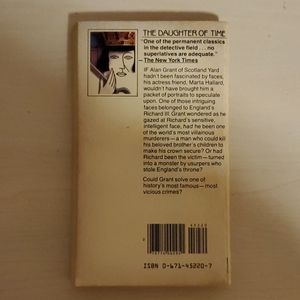 THE DAUGHTER OF TIME
"One of the permanent classics
in the detective field . . . no
superlatives are adequate."
The New York Times
IF Alan Grant of Scotland Yard
hadn't been fascinated by faces,
his actress friend, Marta Hallard,
wouldn't have brought him a
packet of portraits to speculate
upon. One of those intriguing
faces belonged to England's
Richard III. Grant wondered as he
gazed at Richard's sensitive,
intelligent face, had he been one of
the world's most villainous
murderers—a man who could kill
his beloved brother's children to
make his crown secure? Or had
Richard been the victim—turned
into a monster by usurpers who
stole England's throne?
Could Grant solve one of
history's most famous—most
vicious crimes?
45220
ISBN 0-671-45220-7